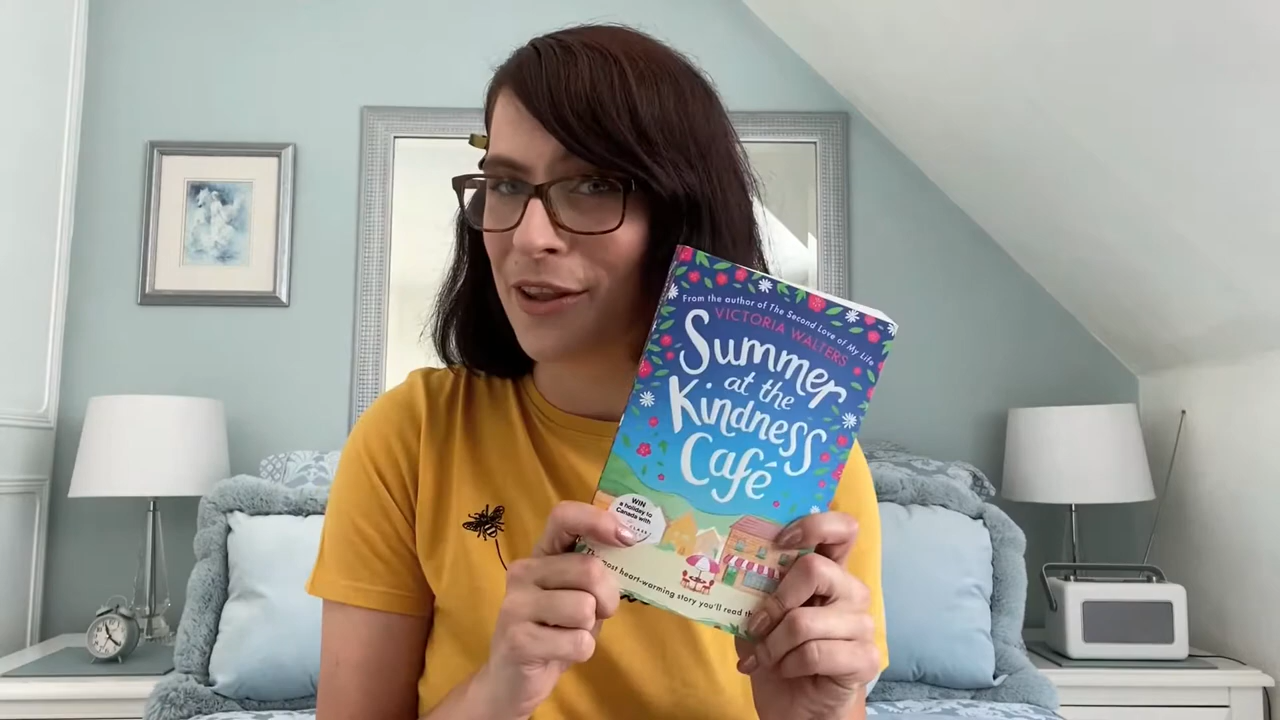 From the author of The Second Love of My Life
VICTORIA WALTERS
Summer
at the
Kindness
Café
WIN
a holiday to
Canada with
most heart-warming story you'll read th